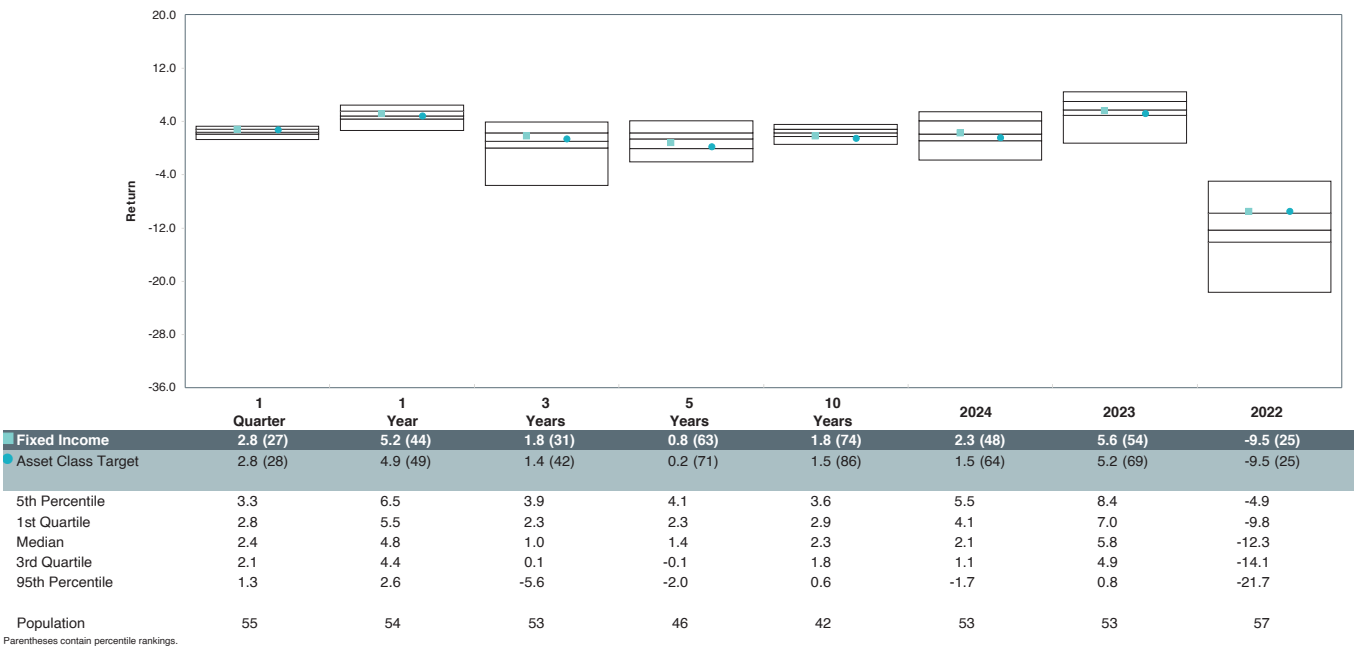 20.0
12.0
4.0
-4.0
-12.0
-20.0
-28.0
-36.0
Return
1 Quarter 1 Year 3 Years 5 Years 10 Years 2024 2023 2022
Fixed Income 2.8 (27) 5.2 (44) 1.8 (31) 0.8 (63) 1.8 (74) 2.3 (48) 5.6 (54) -9.5 (25)
Asset Class Target 2.8 (28) 4.9 (49) 1.4 (42) 0.2 (71) 1.5 (86) 1.5 (64) 5.2 (69) -9.5 (25)
5th Percentile 3.3 6.5 3.9 4.1 3.6 5.5 8.4 -4.9
1st Quartile 2.8 5.5 2.3 2.3 2.9 4.1 7.0 -9.8
Median 2.4 4.8 1.0 1.4 2.3 2.1 5.8 -12.3
3rd Quartile 2.1 4.4 0.1 -0.1 1.8 1.1 4.9 -14.1
95th Percentile 1.3 2.6 -5.6 -2.0 0.6 -1.7 0.8 -21.7
Population 55 54 53 46 42 53 53 57
Parentheses contain percentile rankings.